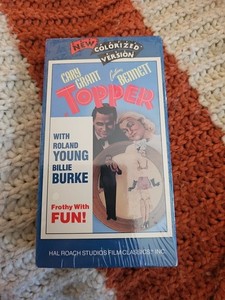 NEW
COLORIZED
VERSION
CARY
GRANT
BENNETT
TOPPER
WITH
ROLAND
YOUNG
BILLIE
BURKE
Frothy With
FUN!
HAL ROACH STUDIOS FILM CLASSICS, INC.